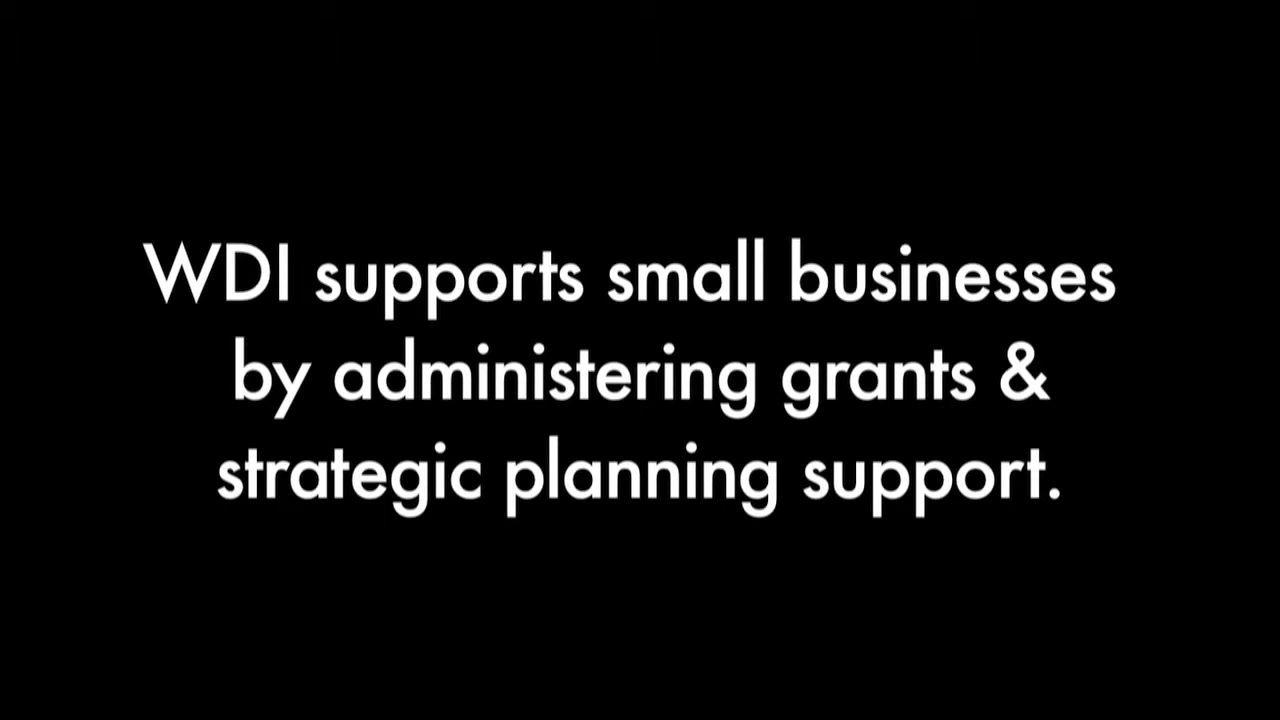 WDI supports small businesses
by administering grants &
strategic planning support.